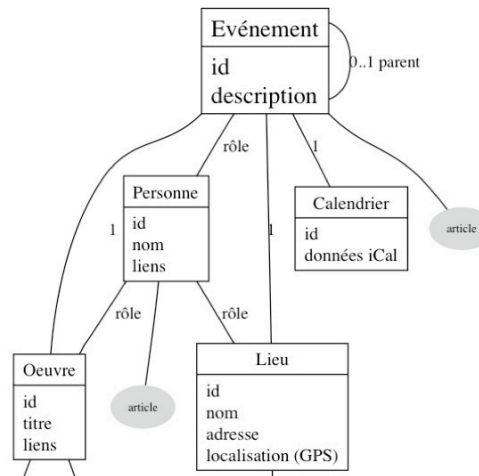 Evénement
id
description
0..1 parent
rôle
1
Personne
id
nom
liens
1
1
Calendrier
id
données iCal
article
rôle
rôle
Oeuvre
id
titre
liens
article
Lieu
id
nom
adresse
localisation (GPS)